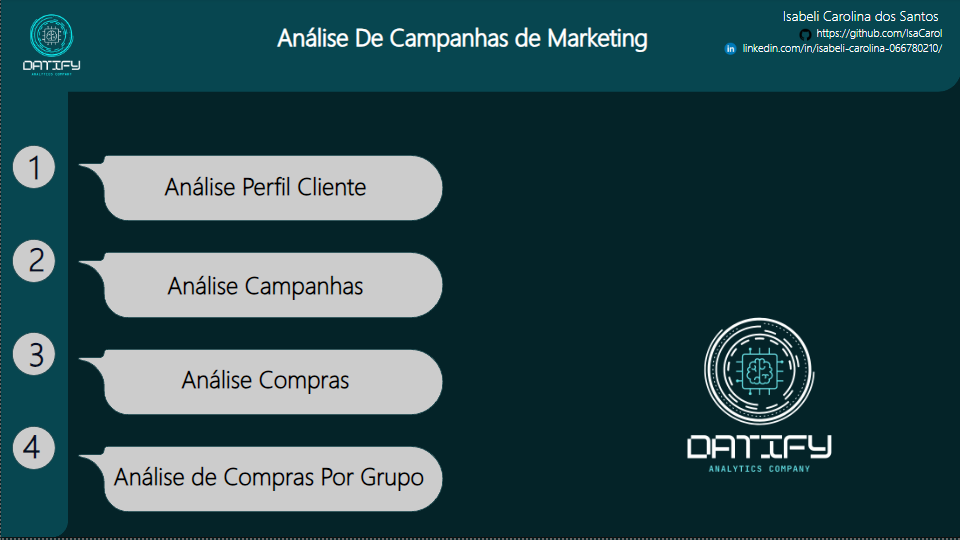 DATIFY
ANALYTICS COMPANY
Análise De Campanhas de Marketing
Isabeli Carolina dos Santos
https://github.com/IsaCarol
linkedin.com/in/isabeli-carolina-066780210/
1
Análise Perfil Cliente
2
Análise Campanhas
3
Análise Compras
4
Análise de Compras Por Grupo
DATIFY
ANALYTICS COMPANY